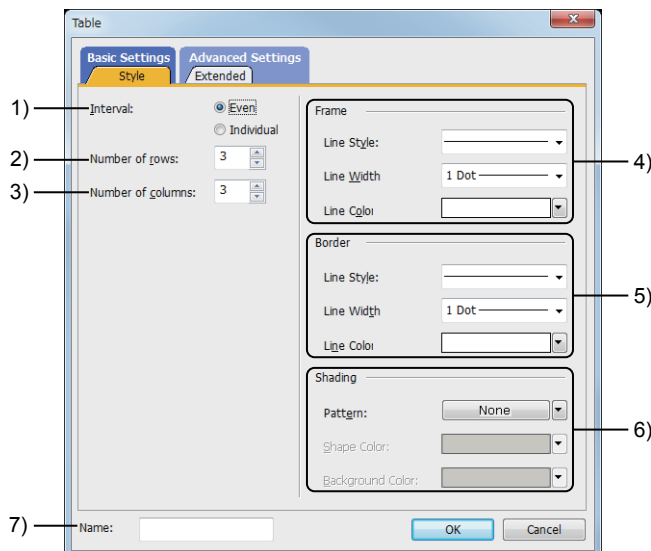 Table
Basic Settings Advanced Settings
Style Extended
1) Interval: Even
Individual
2) Number of rows: 3
3) Number of columns: 3
Frame
Line Style:
Line Width 1 Dot
Line Color
4)
Border
Line Style:
Line Width 1 Dot
Line Color
5)
Shading
Pattern: None
Shape Color:
Background Color:
6)
7) Name:
OK Cancel